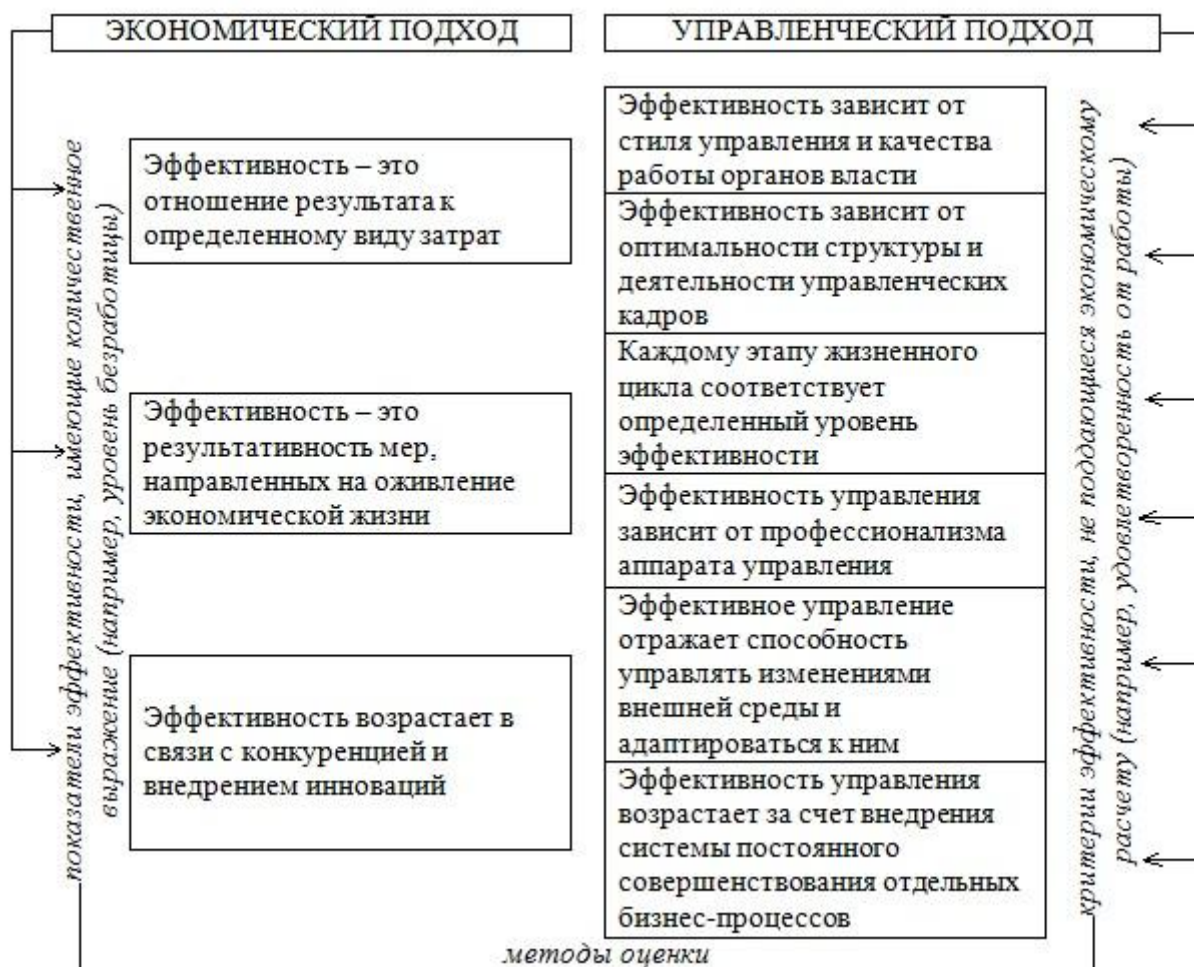 ЭКОНОМИЧЕСКИЙ ПОДХОД
УПРАВЛЕНЧЕСКИЙ ПОДХОД
показатели эффективности, имеющие количественное
выражение (например, уровень безработицы)
Эффективность – это
отношение результата к
определенному виду затрат
Эффективность – это
результативность мер,
направленных на оживление
экономической жизни
Эффективность возрастает в
связи с конкуренцией и
внедрением инноваций
Эффективность зависит от
стиля управления и качества
работы органов власти
Эффективность зависит от
оптимальности структуры и
деятельности управленческих
кадров
Каждому этапу жизненного
цикла соответствует
определенный уровень
эффективности
Эффективность управления
зависит от профессионализма
аппарата управления
Эффективное управление
отражает способность
управлять изменениями
внешней среды и
адаптироваться к ним
Эффективность управления
возрастает за счет внедрения
системы постоянного
совершенствования отдельных
бизнес-процессов
критерии эффективности, не поддающиеся экономическому
расчету (например, удовлетворенность от работы)
методы оценки